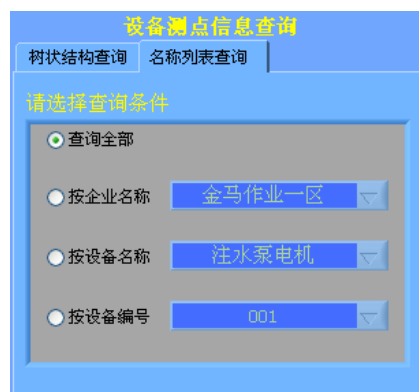 设备测点信息查询
树状结构查询 名称列表查询
请选择查询条件
查询全部
按企业名称 金马作业一区
按设备名称 注水泵电机
按设备编号 001